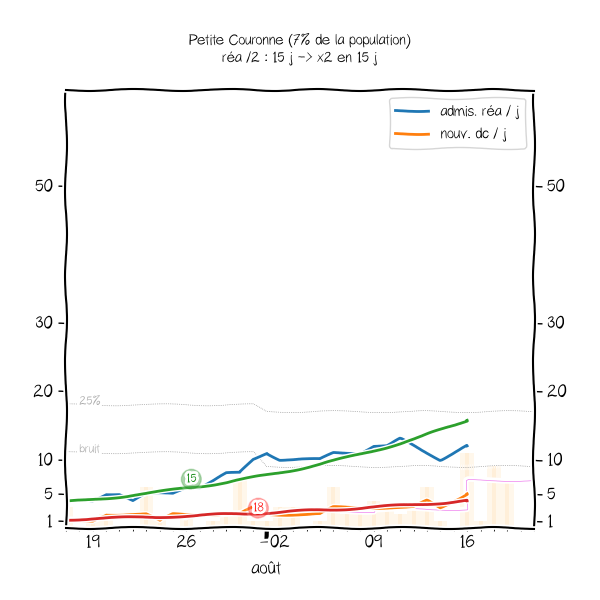 Petite Couronne (7% de la population)
réa /2 : 15 j -> x2 en 15 j
admis. réa / j
nouv. dc / j
50 50
30 30
20 20
25%
bruit
10 10
15
5 5
18
1 1
19 26 02 09 16
août